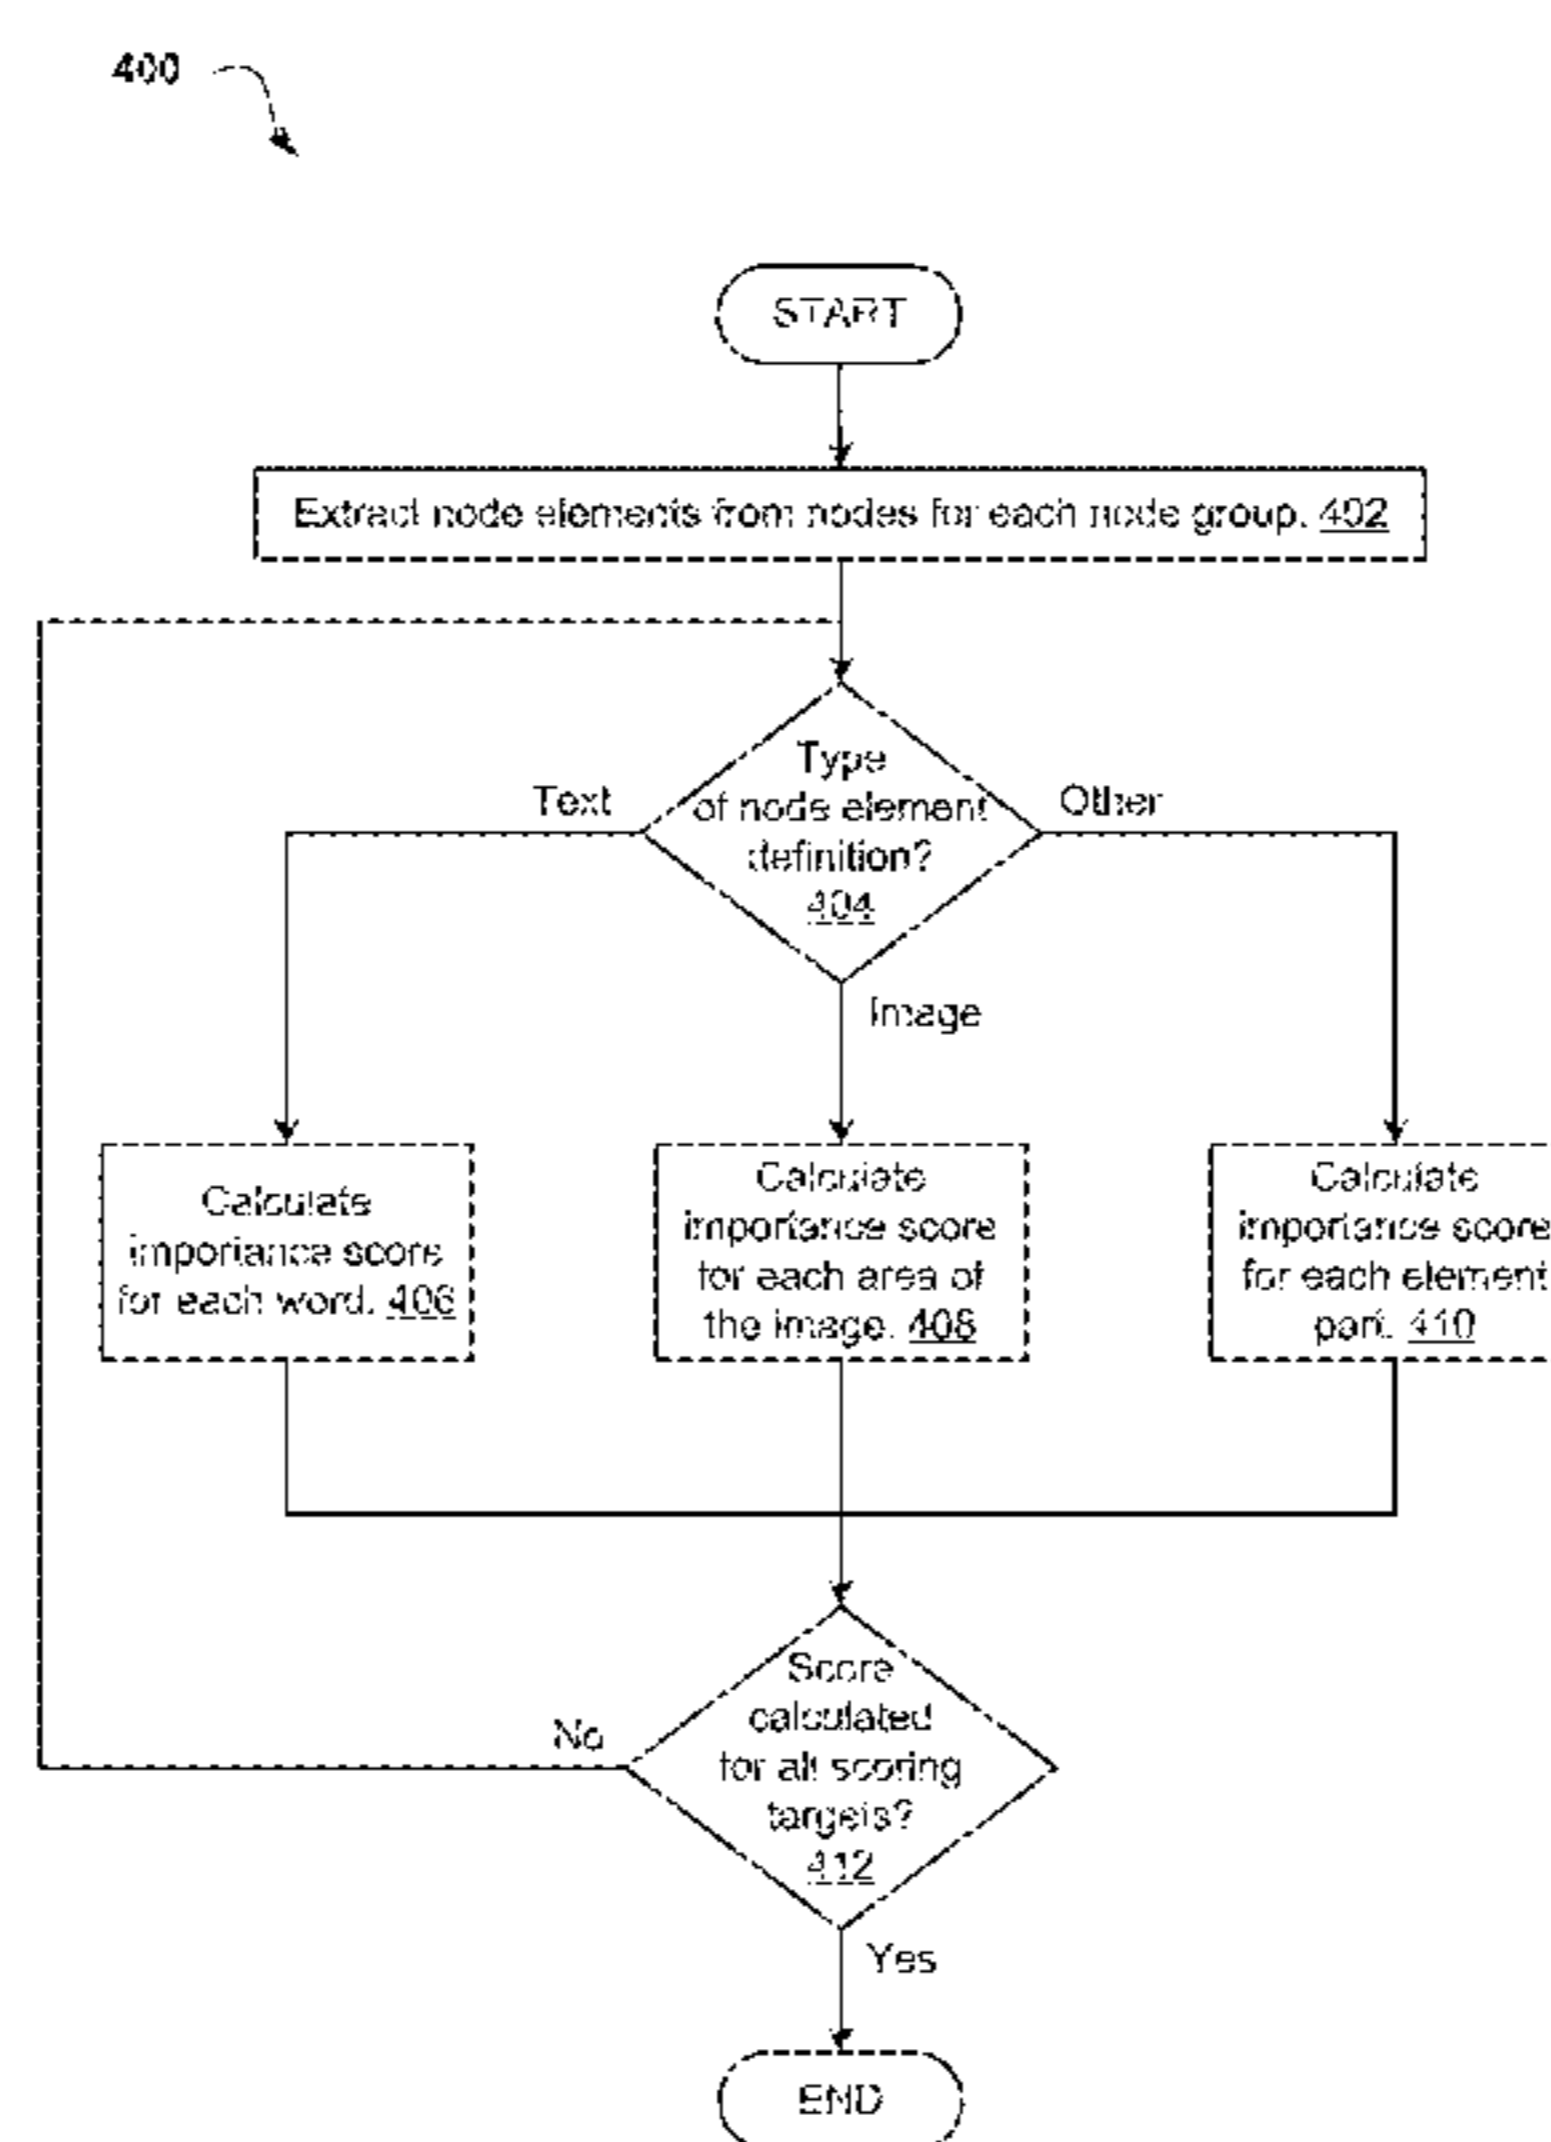 400
START
Extract node elements from nodes for each node group. 402
Type
of node element
definition?
404
Text
Other
Image
Calculate
importance score
for each word. 406
Calculate
importance score
for each area of
the image. 408
Calculate
importance score
for each element
part. 410
Score
calculated
for all scoring
targets?
412
No
Yes
END